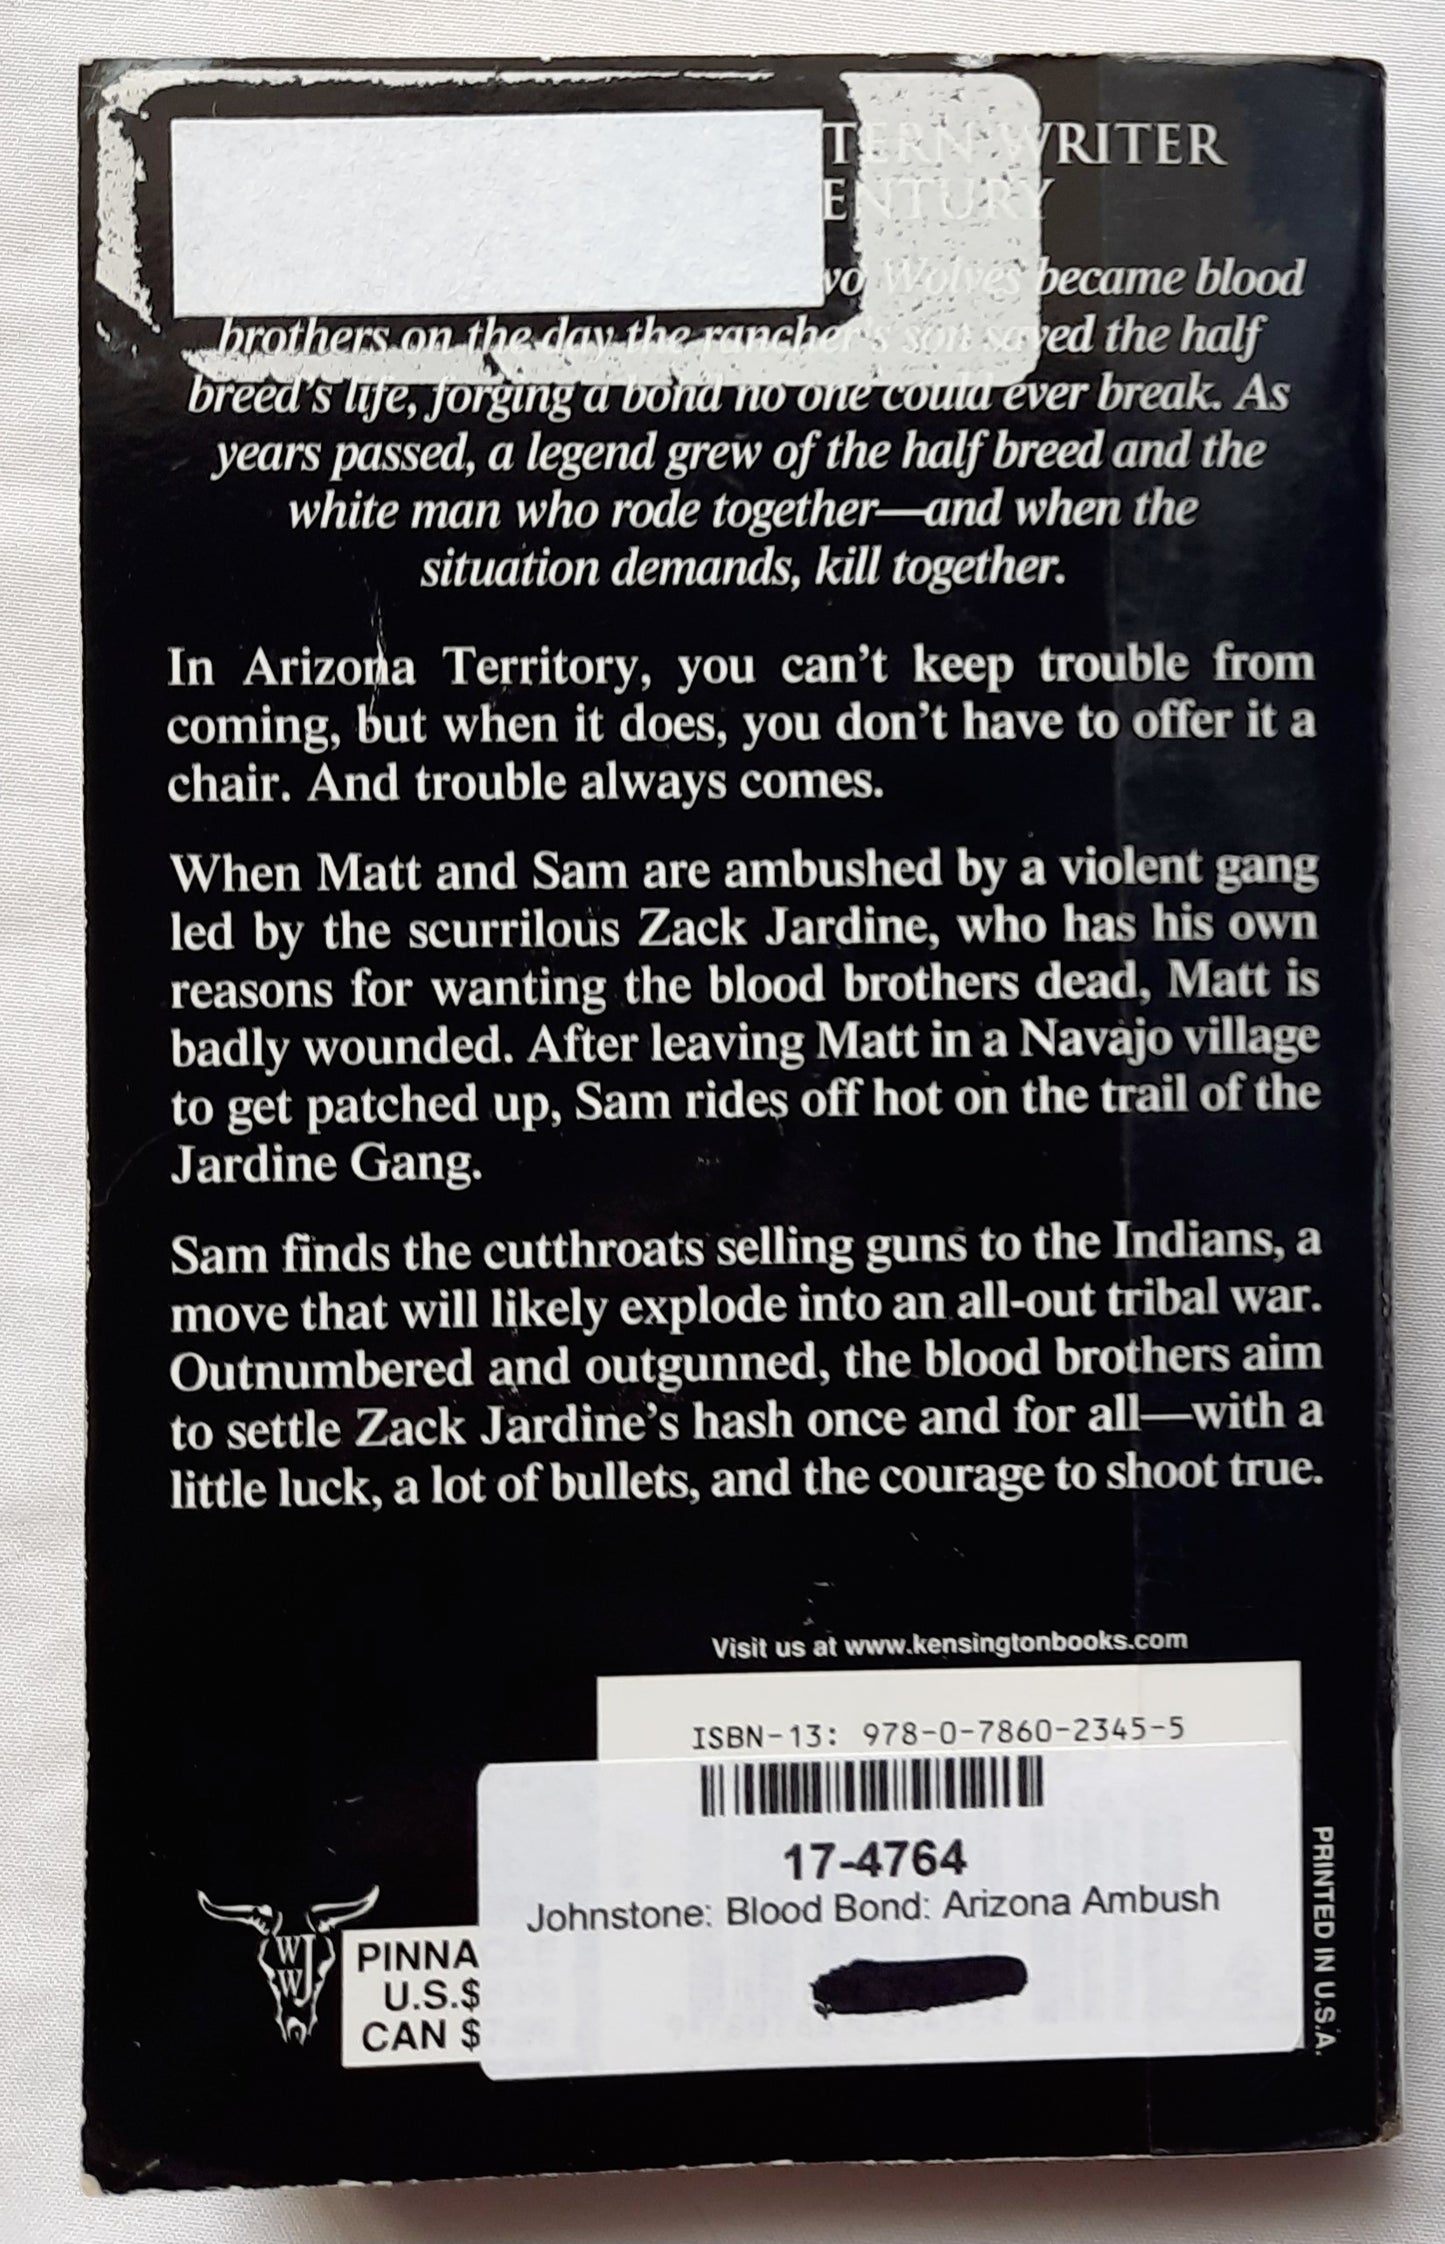 TERN WRITER
ENTURY
wo Wolves became blood
brothers on the day the rancher's son saved the half
breed's life, forging a bond no one could ever break. As
years passed, a legend grew of the half breed and the
white man who rode together—and when the
situation demands, kill together.
In Arizona Territory, you can't keep trouble from
coming, but when it does, you don't have to offer it a
chair. And trouble always comes.
When Matt and Sam are ambushed by a violent gang
led by the scurrilous Zack Jardine, who has his own
reasons for wanting the blood brothers dead, Matt is
badly wounded. After leaving Matt in a Navajo village
to get patched up, Sam rides off hot on the trail of the
Jardine Gang.
Sam finds the cutthroats selling guns to the Indians, a
move that will likely explode into an all-out tribal war.
Outnumbered and outgunned, the blood brothers aim
to settle Zack Jardine's hash once and for all—with a
little luck, a lot of bullets, and the courage to shoot true.
Visit us at www.kensingtonbooks.com
ISBN-13: 978-0-7860-2345-5
17-4764
Johnstone: Blood Bond: Arizona Ambush
WJ
WJ
PINNA
U.S.$
CAN $
PRINTED IN U.S.A.